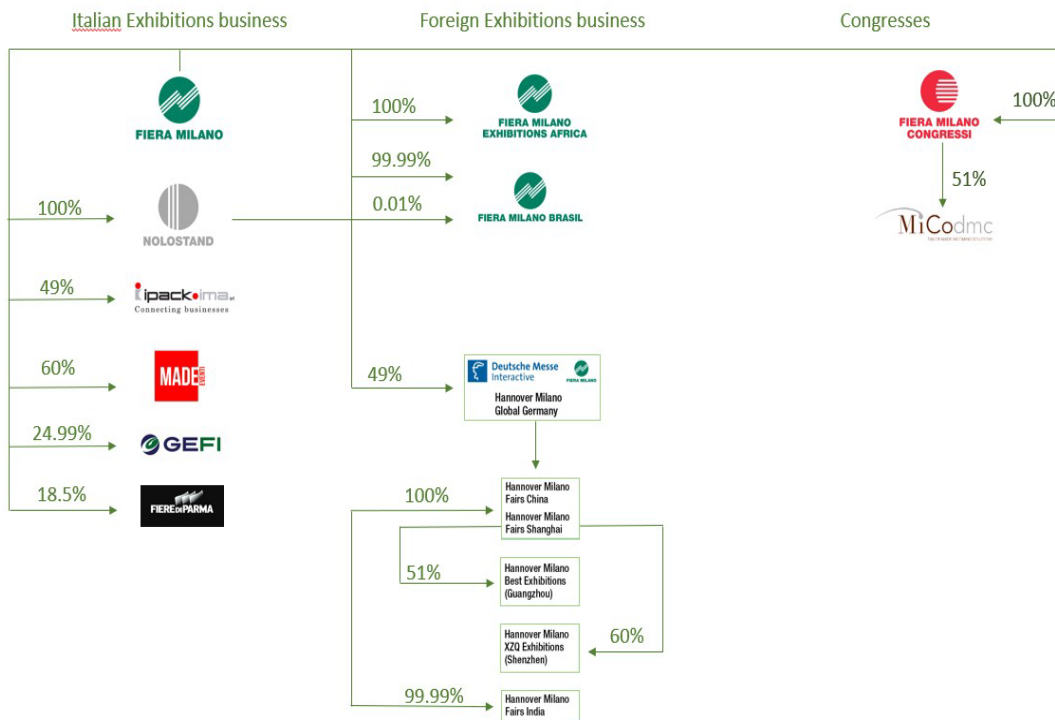 Italian Exhibitions business
Foreign Exhibitions business
Congresses
FIERA MILANO
100%
NOLOSTAND
49%
ipack•ima srl
Connecting businesses
60%
MADE
EVENTI
24.99%
GEFI
18.5%
FIERE DI PARMA
100%
FIERA MILANO
EXHIBITIONS AFRICA
99.99%
0.01%
FIERA MILANO BRASIL
49%
Deutsche Messe
Interactive
FIERA MILANO
Hannover Milano
Global Germany
100%
Hannover Milano
Fairs China
Hannover Milano
Fairs Shanghai
51%
Hannover Milano
Best Exhibitions
(Guangzhou)
Hannover Milano
XZQ Exhibitions
(Shenzhen)
60%
99.99%
Hannover Milano
Fairs India
FIERA MILANO
CONGRESSI
100%
51%
MiCodmc